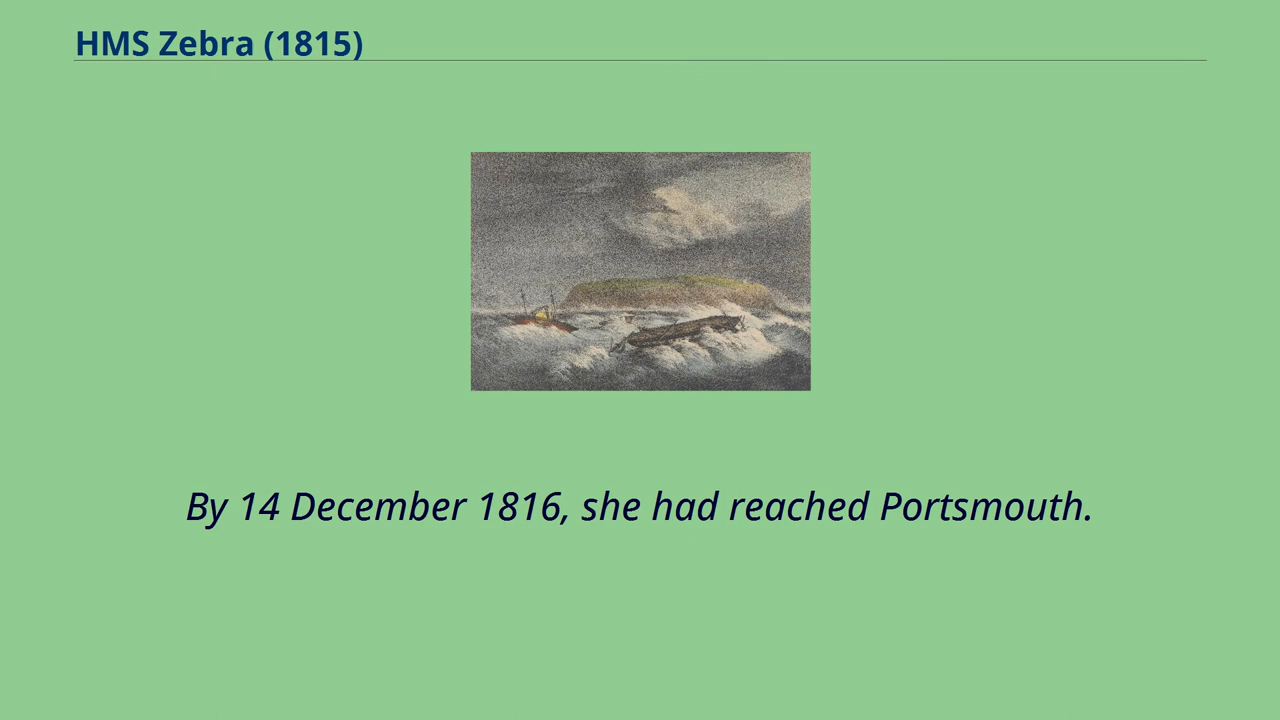 HMS Zebra (1815)
By 14 December 1816, she had reached Portsmouth.